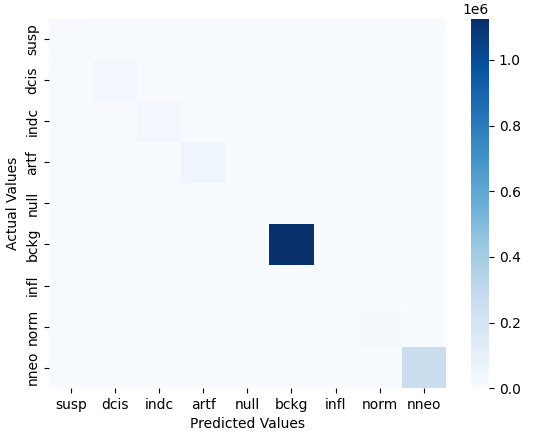 1e6
susp
dcis
indc
artf
null
bckg
infl
norm
nneo
Actual Values
susp dcis indc artf null bckg infl norm nneo
Predicted Values
1.0
0.8
0.6
0.4
0.2
0.0